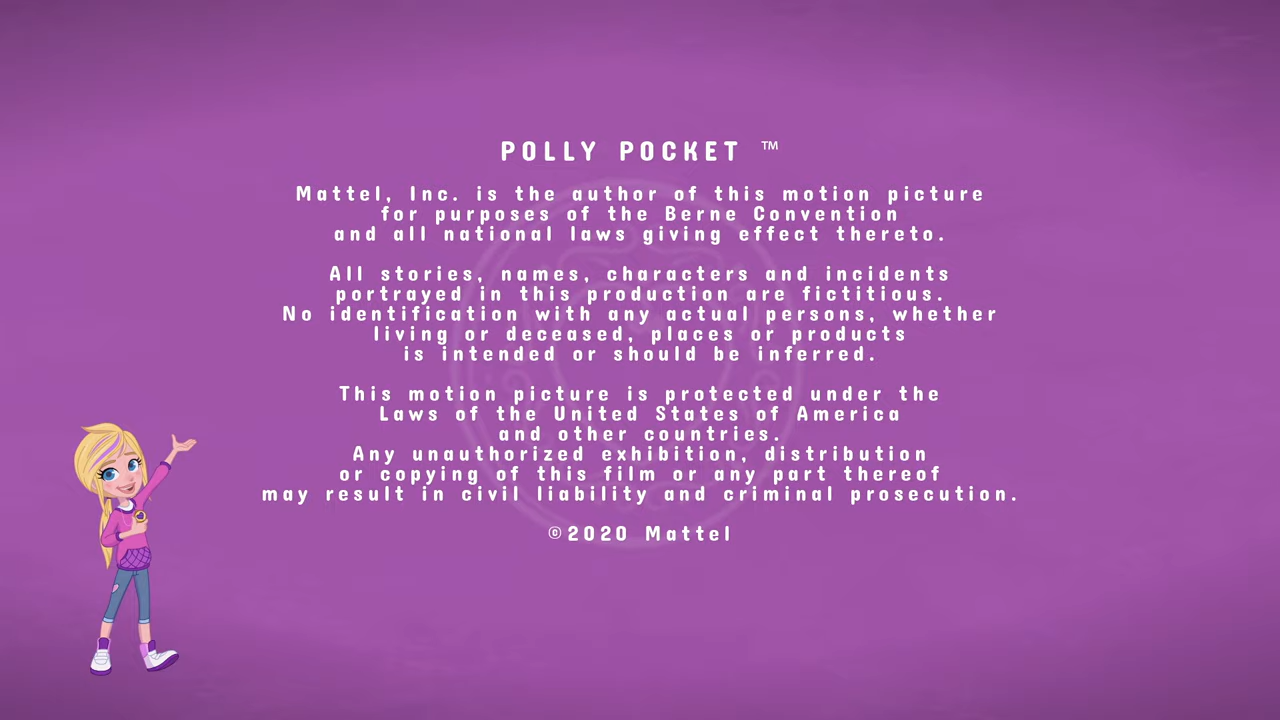 POLLY POCKET ™
Mattel, Inc. is the author of this motion picture
for purposes of the Berne Convention
and all national laws giving effect thereto.
All stories, names, characters and incidents
portrayed in this production are fictitious.
No identification with any actual persons, whether
living or deceased, places or products
is intended or should be inferred.
This motion picture is protected under the
Laws of the United States of America
and other countries.
Any unauthorized exhibition, distribution
or copying of this film or any part thereof
may result in civil liability and criminal prosecution.
©2020 Mattel